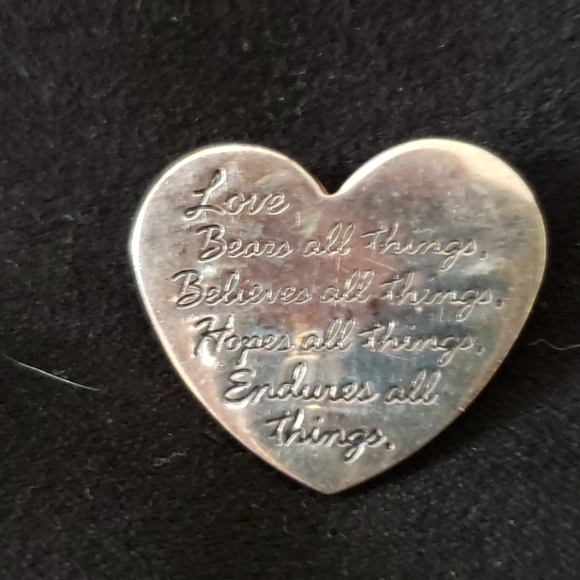 Love
Bears all things,
Believes all things,
Hopes all things,
Endures all
things.